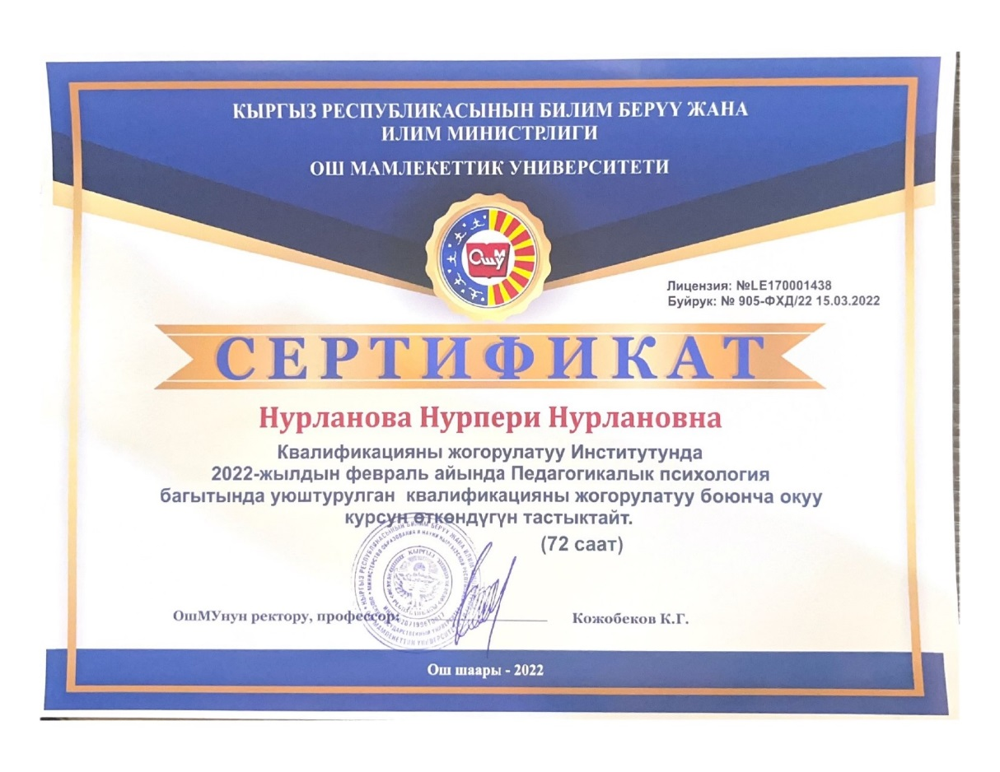 КЫРГЫЗ РЕСПУБЛИКАСЫНЫН БИЛИМ БЕРҮҮ ЖАНА
ИЛИМ МИНИСТРЛИГИ
ОШ МАМЛЕКЕТТИК УНИВЕРСИТЕТИ
ОшМУ
Лицензия: №LE170001438
Буйрук: № 905-ФХД/22 15.03.2022
СЕРТИФИКАТ
Нурланова Нурпери Нурлановна
Квалификацияны жогорулатуу Институтунда
2022-жылдын февраль айында Педагогикалык психология
багытында уюштурулган квалификацияны жогорулатуу боюнча окуу
курсун өткөндүгүн тастыктайт.
(72 саат)
ОшМУнун ректору, профессор:
Кожобеков К.Г.
Ош шаары - 2022